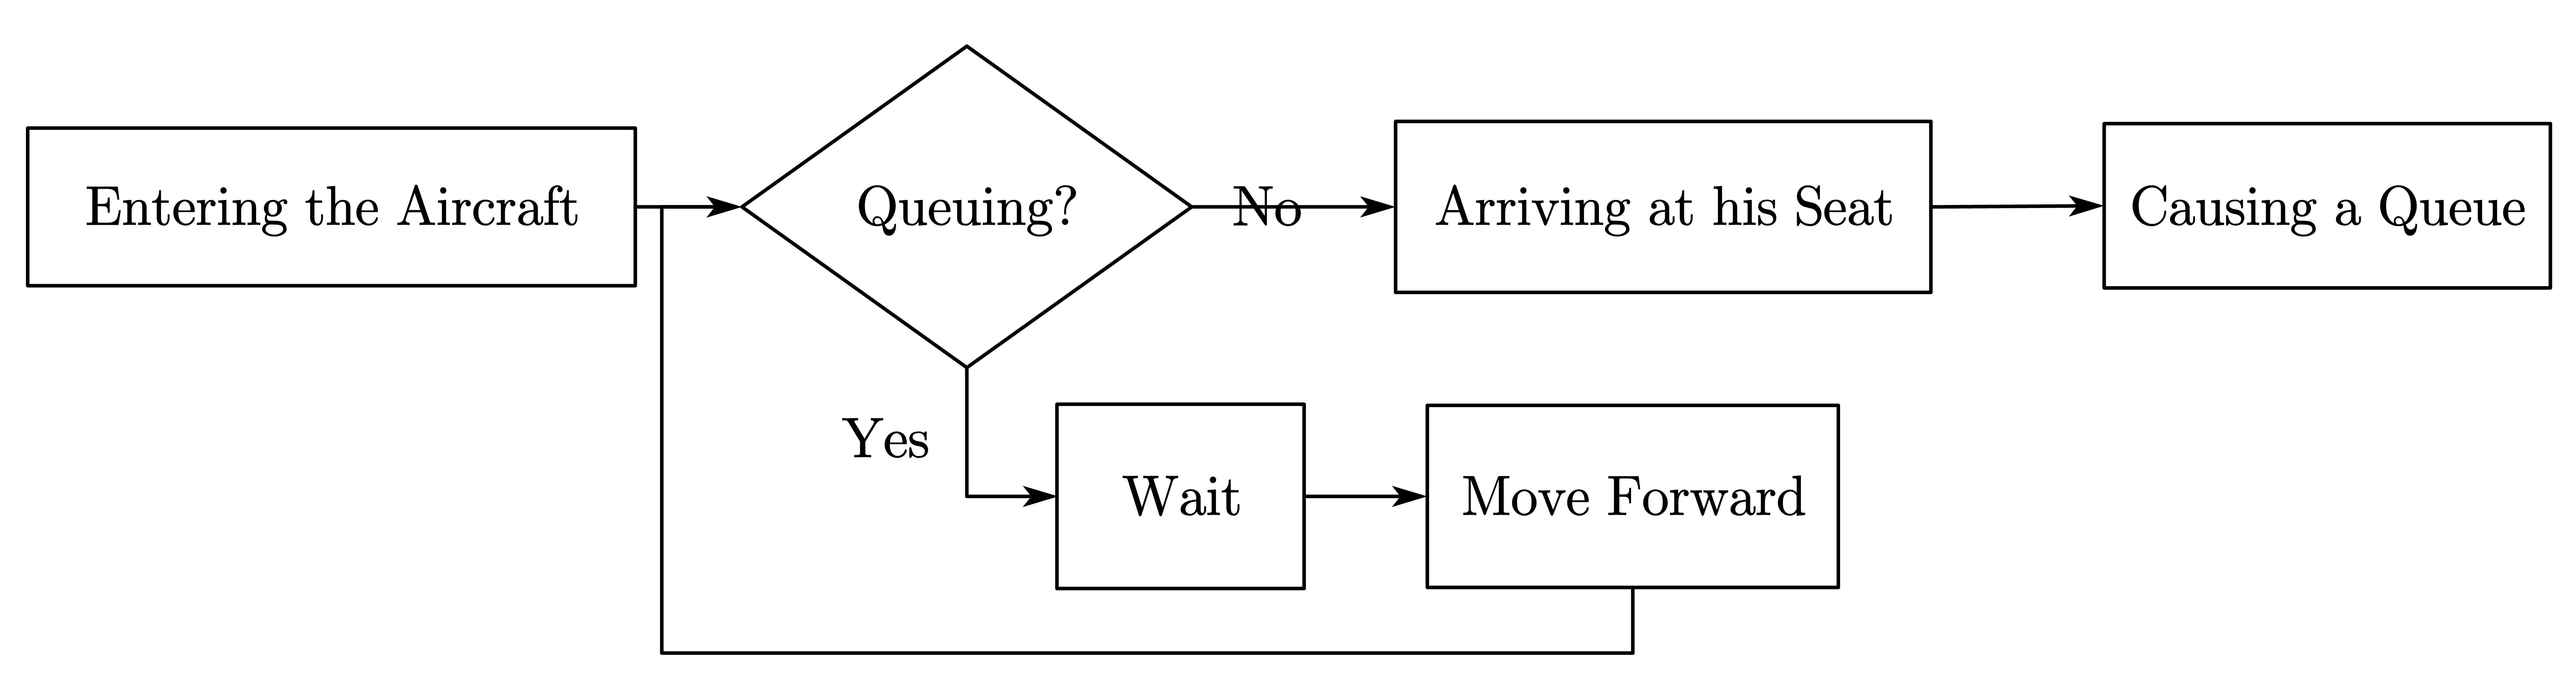 Entering the Aircraft
Queuing?
No
Arriving at his Seat
Causing a Queue
Yes
Wait
Move Forward